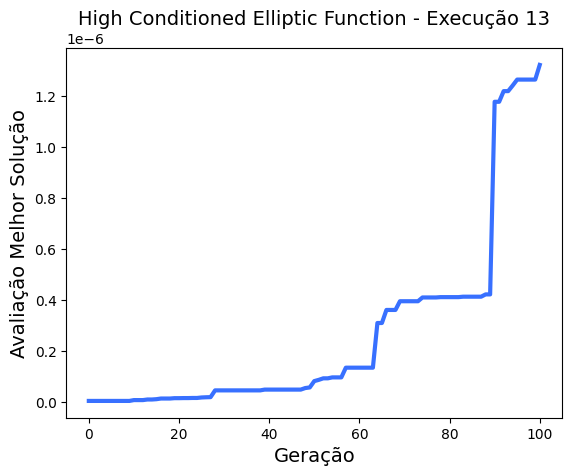 High Conditioned Elliptic Function - Execução 13
1e−6
1.2
1.0
0.8
0.6
0.4
0.2
0.0
0 20 40 60 80 100
Avaliação Melhor Solução
Geração